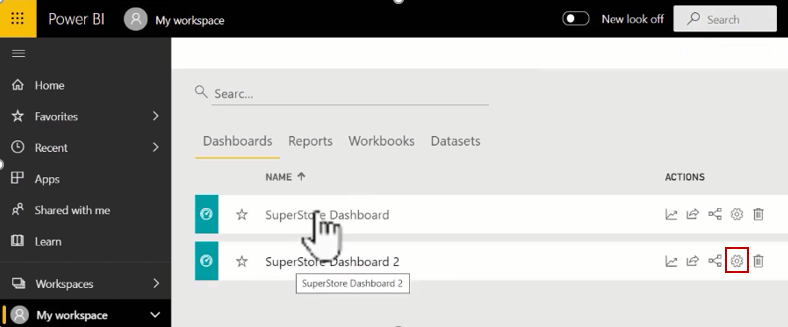 Power BI My workspace New look off Search
Home
Favorites
Recent
Apps
Shared with me
Learn
Workspaces
My workspace
Searc...
Dashboards Reports Workbooks Datasets
NAME ACTIONS
SuperStore Dashboard
SuperStore Dashboard 2
SuperStore Dashboard 2